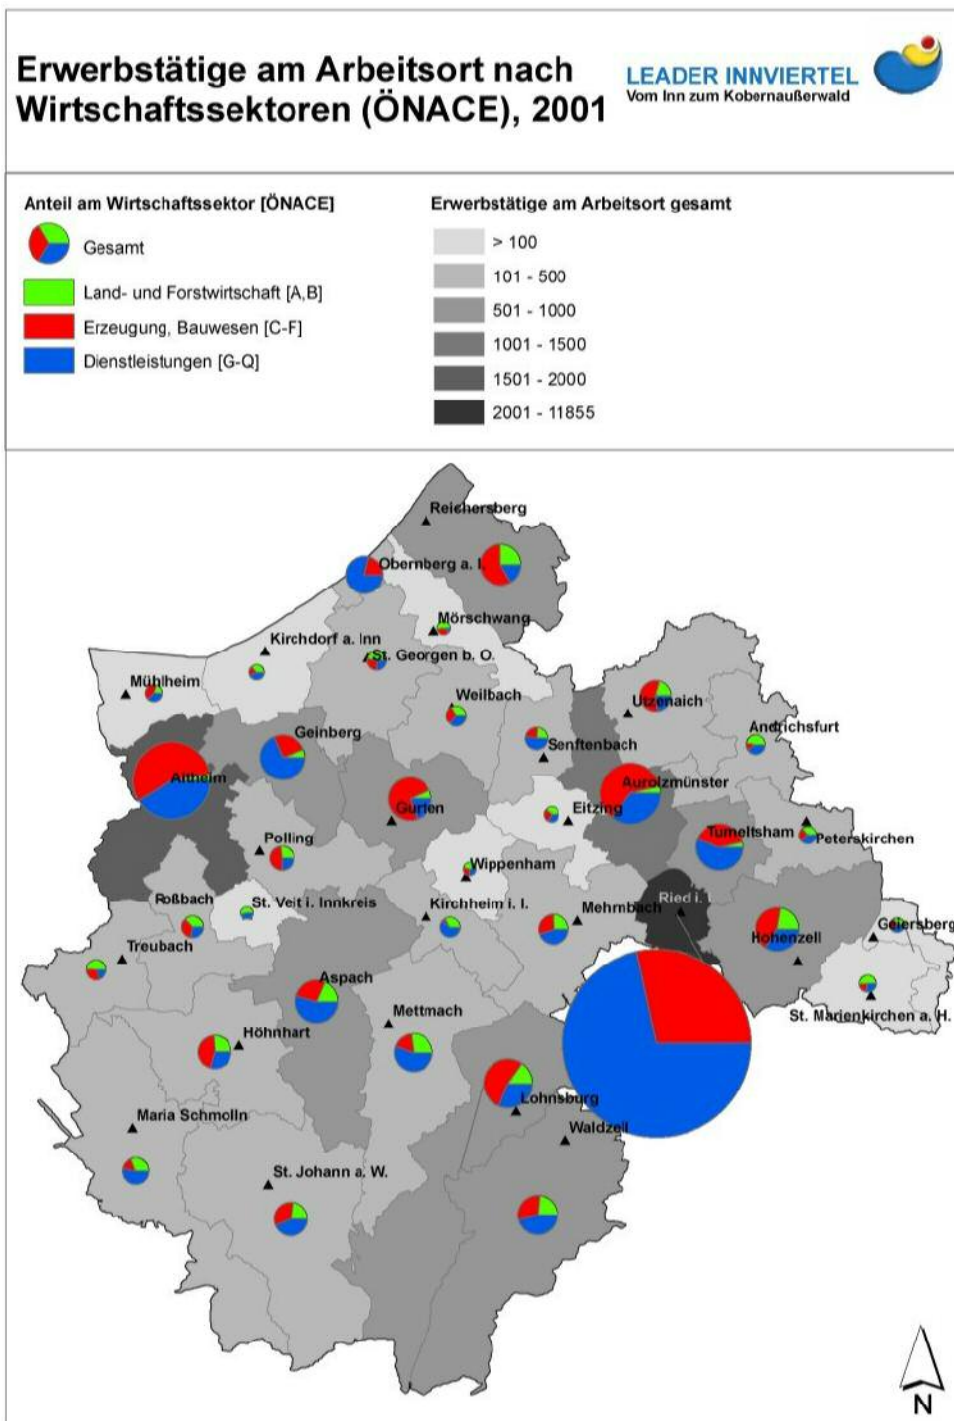 Erwerbstätige am Arbeitsort nach
Wirtschaftssektoren (ÖNACE), 2001
LEADER INNVIERTEL
Vom Inn zum Kobernaußerwald
Anteil am Wirtschaftssektor [ÖNACE]
Gesamt
Land- und Forstwirtschaft [A,B]
Erzeugung, Bauwesen [C-F]
Dienstleistungen [G-Q]
Erwerbstätige am Arbeitsort gesamt
> 100
101 - 500
501 - 1000
1001 - 1500
1501 - 2000
2001 - 11855
Reichersberg
Obernberg a. I.
Mörschwang
Kirchdorf a. Inn
St. Georgen b. O.
Mühlheim
Weilbach
Utzenaich
Andrichsfurt
Geinberg
Senftenbach
Altheim
Aurolzmünster
Gurten
Eitzing
Tumeltsham
Peterskirchen
Polling
Wippenham
Roßbach
St. Veit i. Innkreis
Kirchheim i. I.
Mehrnbach
Ried i. I
Geiersberg
Treubach
Hohenzell
Aspach
Mettmach
St. Marienkirchen a. H.
Höhnhart
Lohnsburg
Maria Schmolln
Waldzell
St. Johann a. W.
N